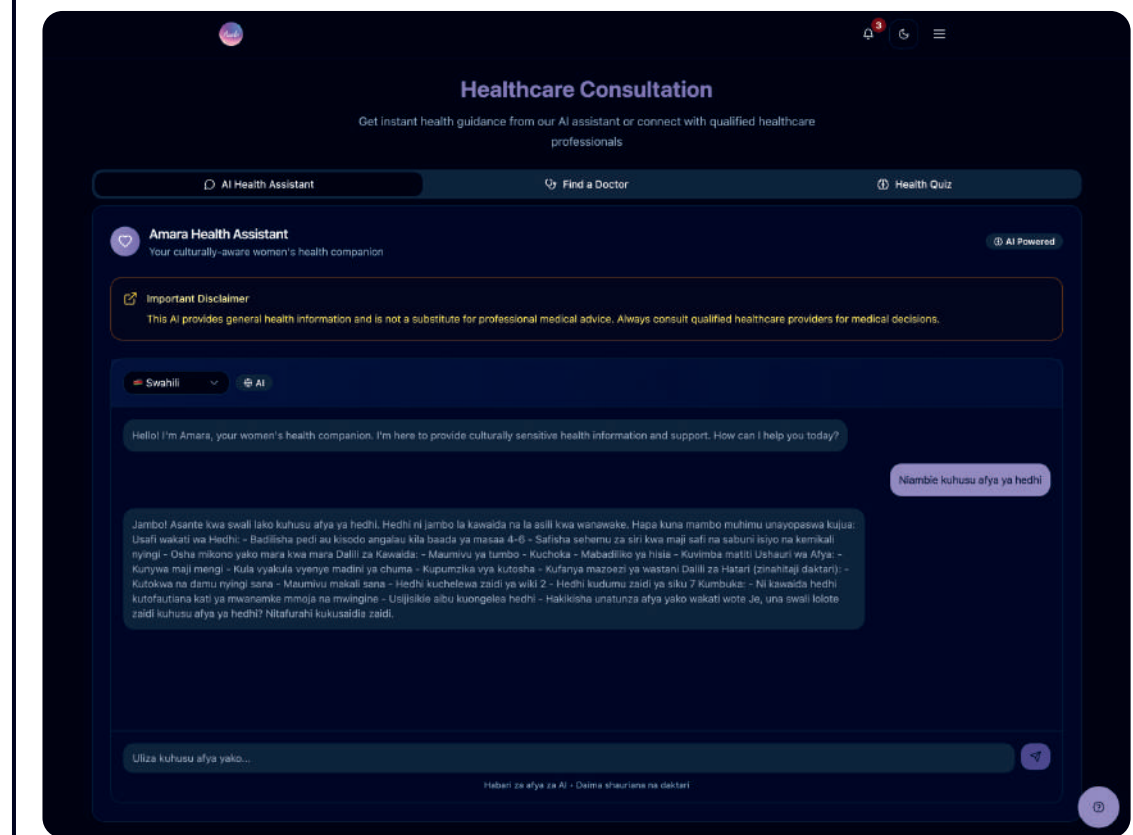 3
Healthcare Consultation
Get instant health guidance from our AI assistant or connect with qualified healthcare
professionals
AI Health Assistant
Find a Doctor
Health Quiz
Amara Health Assistant
Your culturally-aware women's health companion
AI Powered
Important Disclaimer
This AI provides general health information and is not a substitute for professional medical advice. Always consult qualified healthcare providers for medical decisions.
Swahili
AI
Hello! I'm Amara, your women's health companion. I'm here to provide culturally sensitive health information and support. How can I help you today?
Niambie kuhusu afya ya hedhi
Jambo! Asante kwa swali lako kuhusu afya ya hedhi. Hedhi ni jambo la kawaida na la asili kwa wanawake. Hapa kuna mambo muhimu unayopaswa kujua:
Usafi wakati wa Hedhi: - Badilisha pedi au kisodo angalau kila baada ya masaa 4-6 - Safisha sehemu za siri kwa maji safi na sabuni isiyo na kemikali
nyingi - Osha mikono yako mara kwa mara Dalili za Kawaida: - Maumivu ya tumbo - Kuchoka - Mabadiliko ya hisia - Kuvimba matiti Ushauri wa Afya: -
Kunywa maji mengi - Kula vyakula vyenye madini ya chuma - Kupumzika vya kutosha - Kufanya mazoezi ya wastani Dalili za Hatari (zinahitaji daktari): -
Kutokwa na damu nyingi sana - Maumivu makali sana - Hedhi kuchelewa zaidi ya wiki 2 - Hedhi kudumu zaidi ya siku 7 Kumbuka: - Ni kawaida hedhi
kutofautiana kati ya mwanamke mmoja na mwingine - Usijisikie aibu kuongelea hedhi - Hakikisha unatunza afya yako wakati wote Je, una swali lolote
zaidi kuhusu afya ya hedhi? Nitafurahi kukusaidia zaidi.
Uliza kuhusu afya yako...
Habari za afya za AI • Daima shauriana na daktari